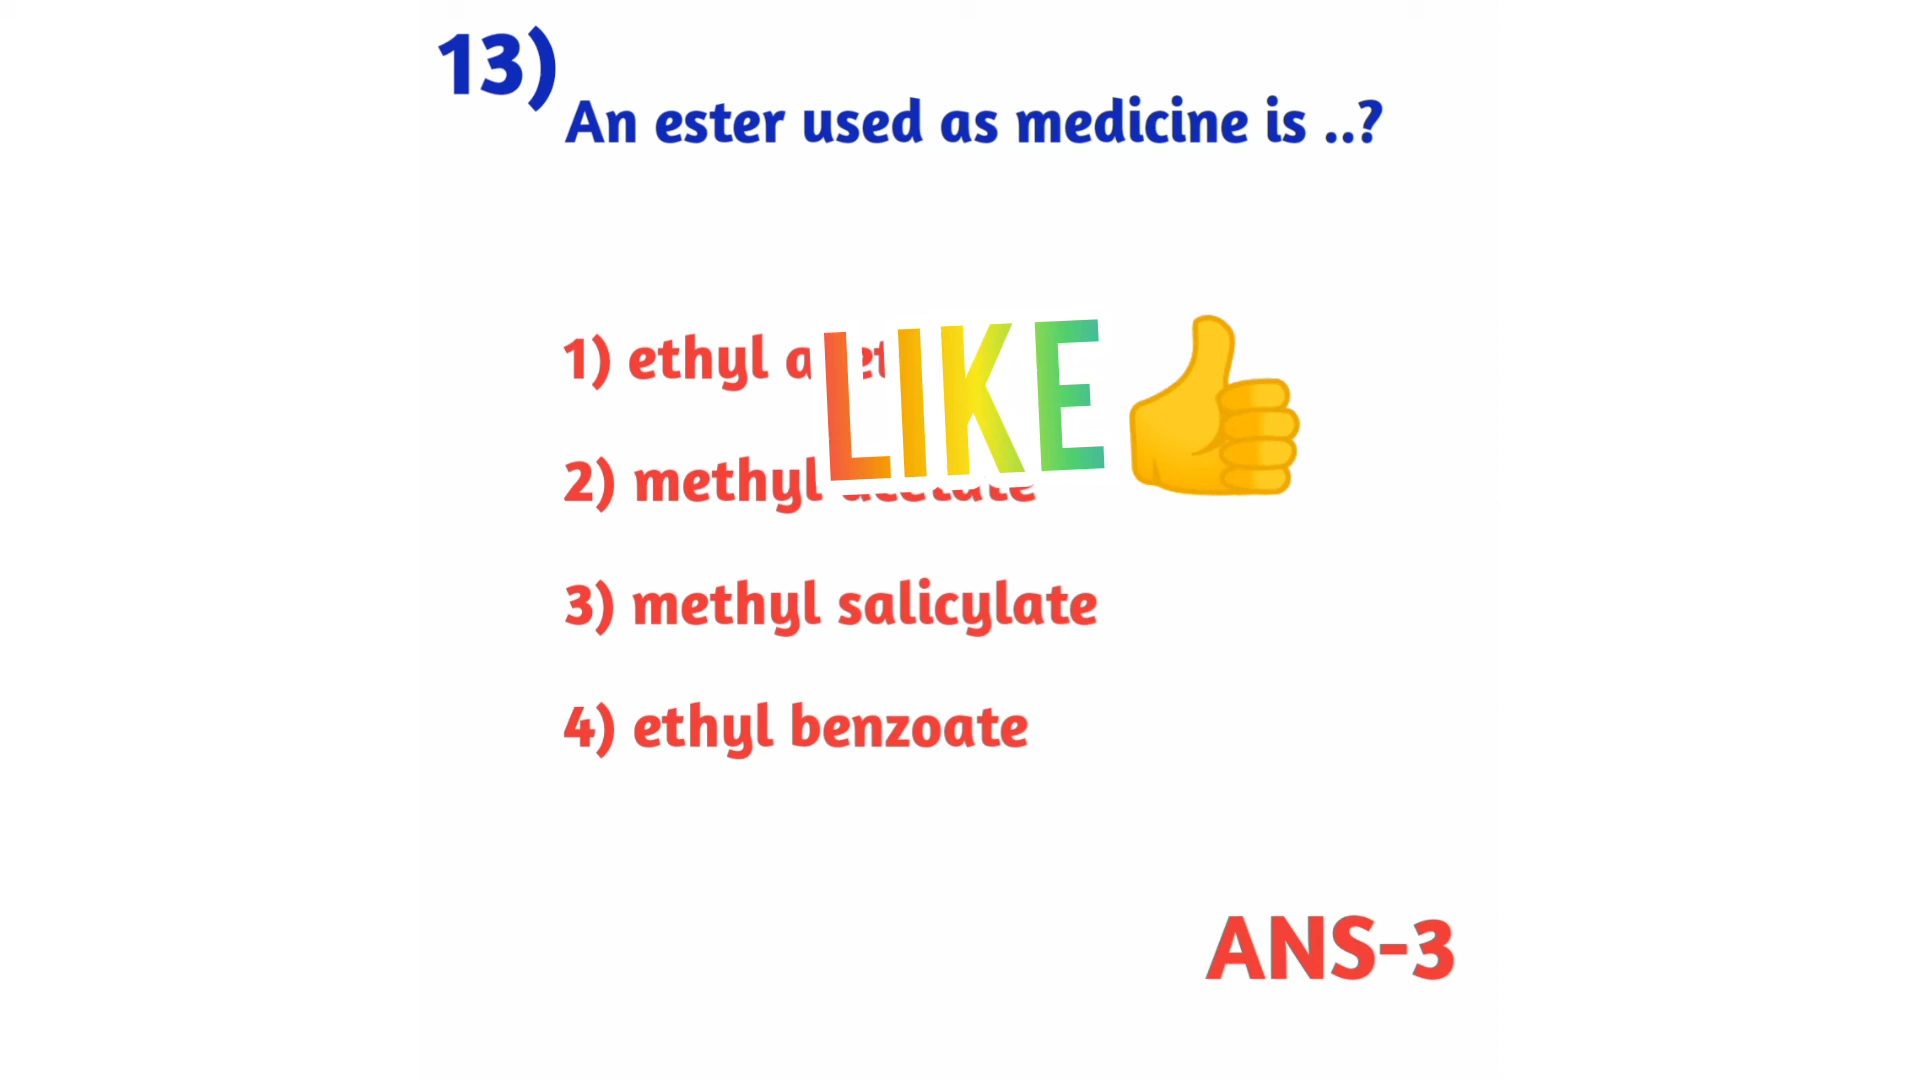 13)
An ester used as medicine is ..?
1) ethyl
LIKE
2) methyl acetate
3) methyl salicylate
4) ethyl benzoate
ANS-3